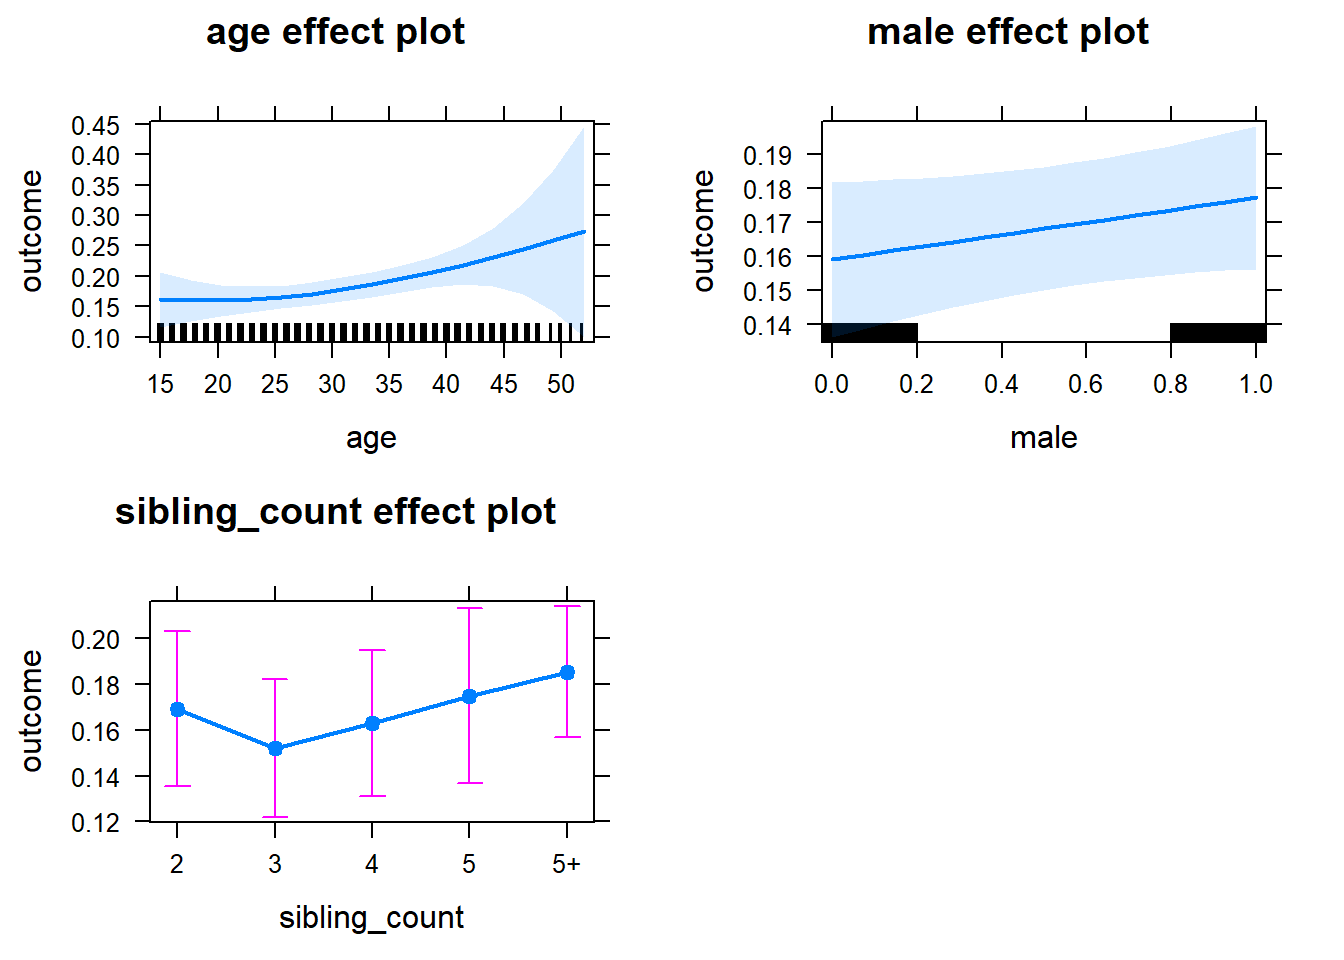 age effect plot
outcome
0.45
0.40
0.35
0.30
0.25
0.20
0.15
0.10
15 20 25 30 35 40 45 50
age
male effect plot
outcome
0.19
0.18
0.17
0.16
0.15
0.14
0.0 0.2 0.4 0.6 0.8 1.0
male
sibling_count effect plot
outcome
0.20
0.18
0.16
0.14
0.12
2 3 4 5 5+
sibling_count